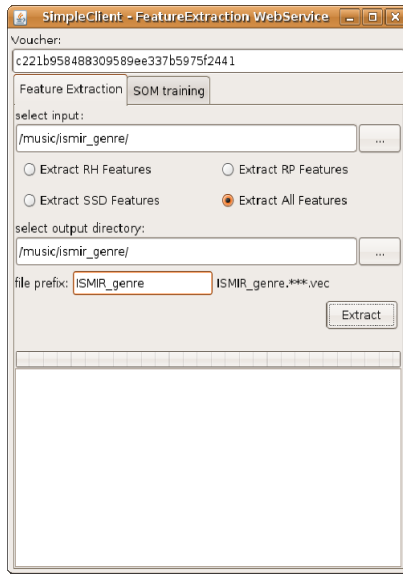 SimpleClient - FeatureExtraction WebService
Voucher:
c221b958488309589ee337b5975f2441
Feature Extraction SOM training
select input:
/music/ismir_genre/ ...
Extract RH Features Extract RP Features
Extract SSD Features Extract All Features
select output directory:
/music/ismir_genre/ ...
file prefix: ISMIR_genre ISMIR_genre.***.vec
Extract